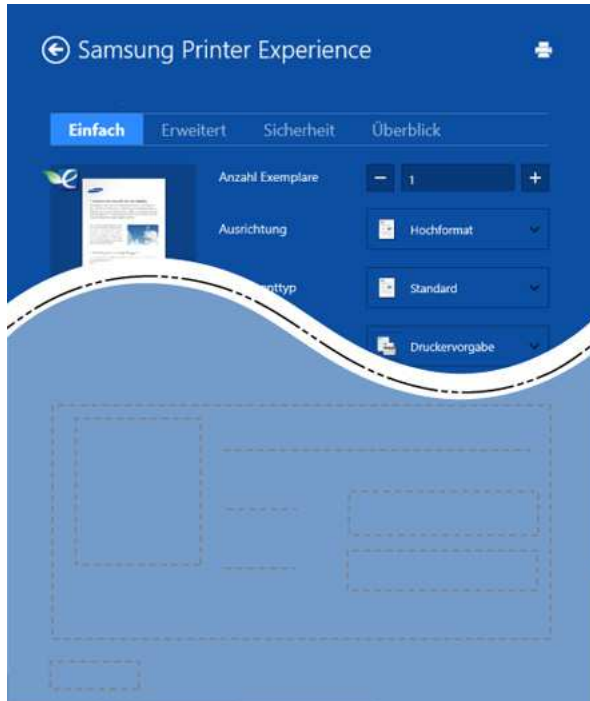 Samsung Printer Experience
Einfach Erweitert Sicherheit Überblick
Anzahl Exemplare 1
Ausrichtung Hochformat
Standard
Druckervorgabe